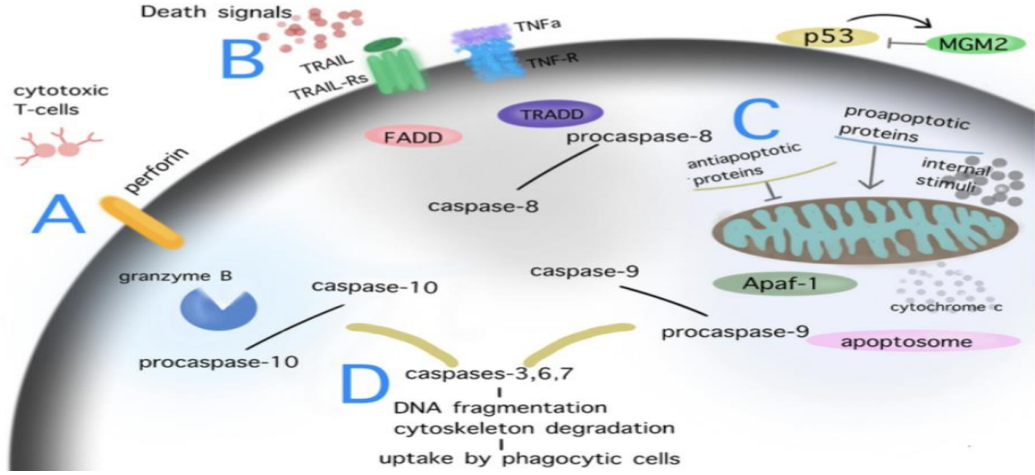 Death signals
B
TRAIL
TRAIL-Rs
TNFa
TNF-R
p53
MGM2
cytotoxic
T-cells
perforin
A
FADD
TRADD
procaspase-8
caspase-8
C
proapoptotic
proteins
antiapoptotic
proteins
internal
stimuli
granzyme B
caspase-10
procaspase-10
caspase-9
procaspase-9
Apaf-1
cytochrome c
apoptosome
D
caspases-3,6,7
DNA fragmentation
cytoskeleton degradation
uptake by phagocytic cells